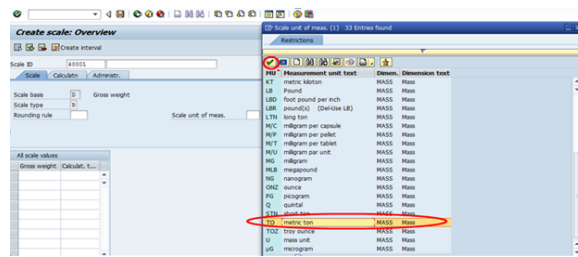 Create scale: Overview
Create interval
Scale ID $0001
Scale Calculatn Adminstr.
Scale base D Gross weight
Scale type B
Rounding rule Scale unit of meas.
All scale values
Gross weight Calculat. t...
Scale unit of meas. (1) 33 Entries found
Restrictions
MU Measurement unit text Dimen. Dimension text
KT metric kiloton MASS Mass
LB Pound MASS Mass
LBD foot pound per inch MASS Mass
LBR pound(s) (Del-Use LB) MASS Mass
LTN long ton MASS Mass
M/C milligram per capsule MASS Mass
M/P milligram per pellet MASS Mass
M/T milligram per tablet MASS Mass
M/U milligram par unit MASS Mass
MG milligram MASS Mass
MLB megapound MASS Mass
NG nanogram MASS Mass
ONZ ounce MASS Mass
PG picogram MASS Mass
Q quintal MASS Mass
STN short ton MASS Mass
TO metric ton MASS Mass
TOZ troy ounce MASS Mass
U mass unit MASS Mass
µG microgram MASS Mass